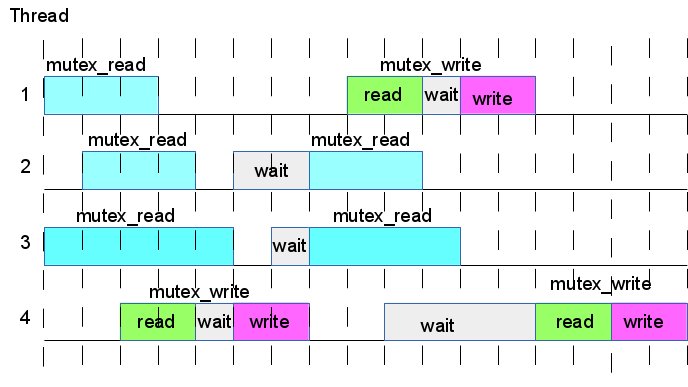 Thread
mutex_read
mutex_write
1
read
wait
write
mutex_read
mutex_read
2
wait
mutex_read
mutex_read
3
wait
mutex_write
mutex_write
4
read
wait
write
wait
read
write